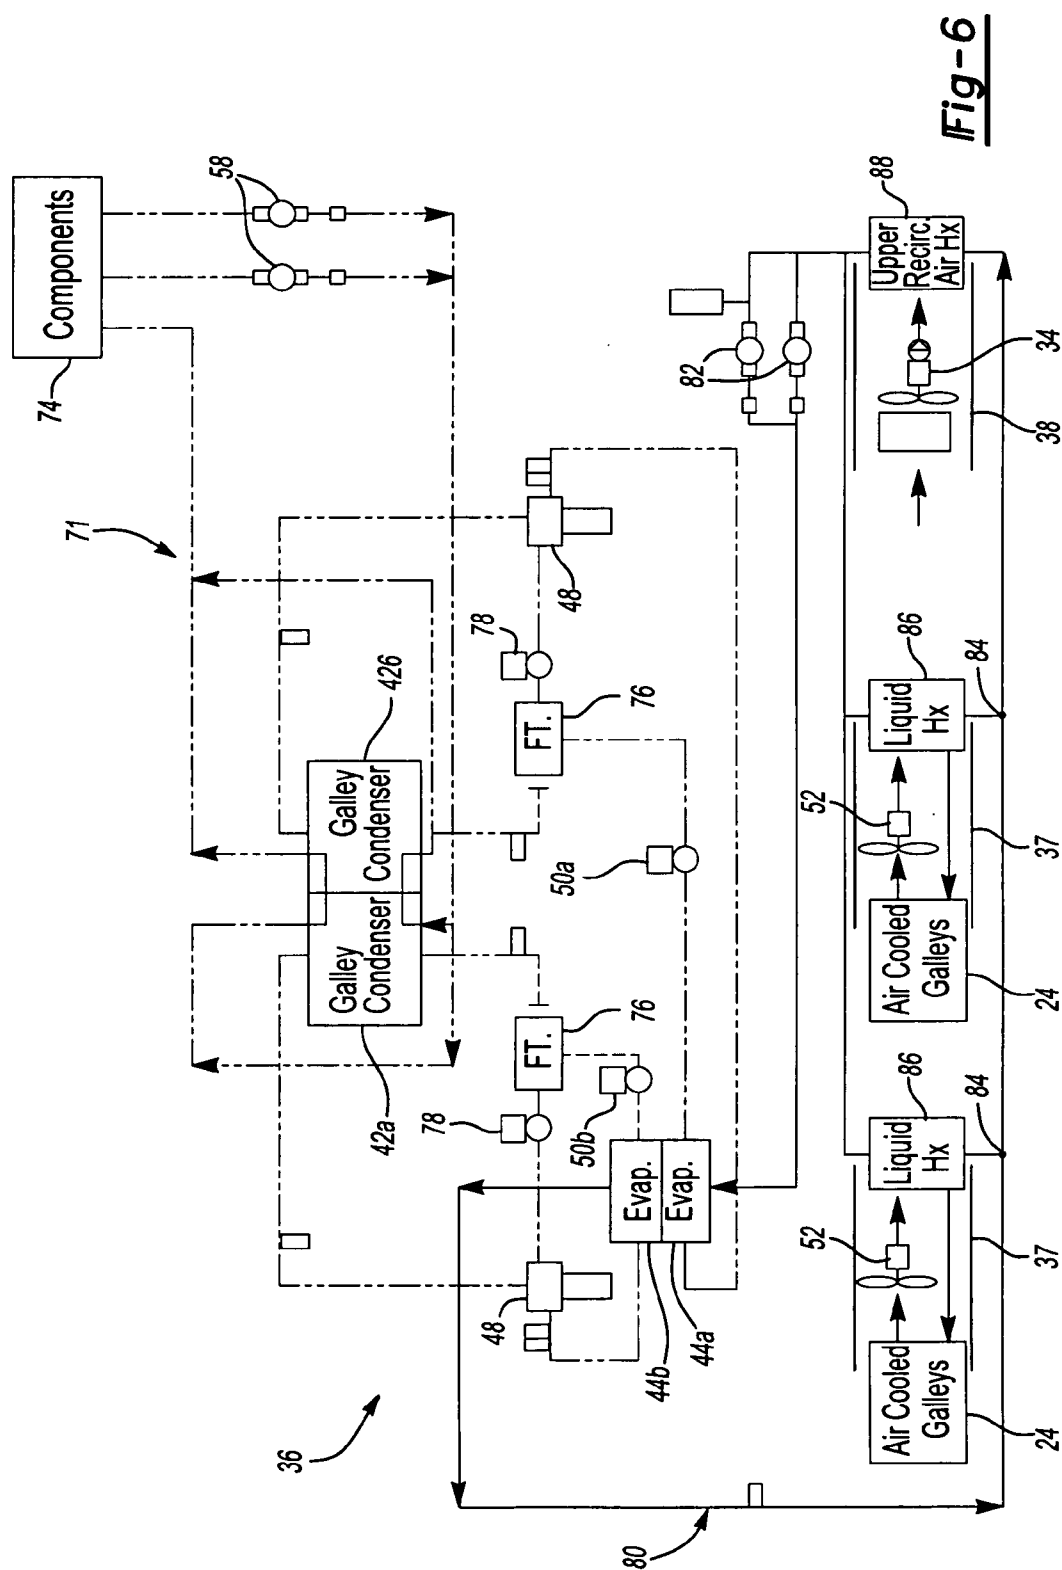 Components
74
58
71
Galley
Condenser
426
Galley
Condenser
42a
78
48
FT.
76
50a
FT.
76
78
50b
48
Evap.
Evap.
44b
44a
36
80
82
Upper
Recirc.
Air Hx
88
34
38
Liquid
Hx
86
84
52
37
Air Cooled
Galleys
24
Liquid
Hx
86
84
52
37
Air Cooled
Galleys
24
Fig-6